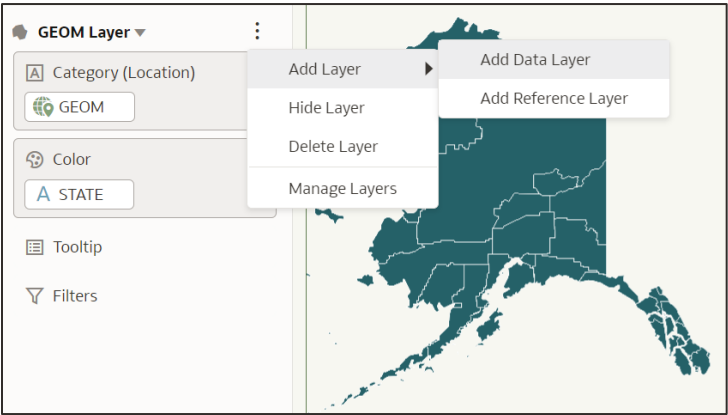 GEOM Layer
A Category (Location)
GEOM
Color
A STATE
Tooltip
Filters
Add Layer
Hide Layer
Delete Layer
Manage Layers
Add Data Layer
Add Reference Layer